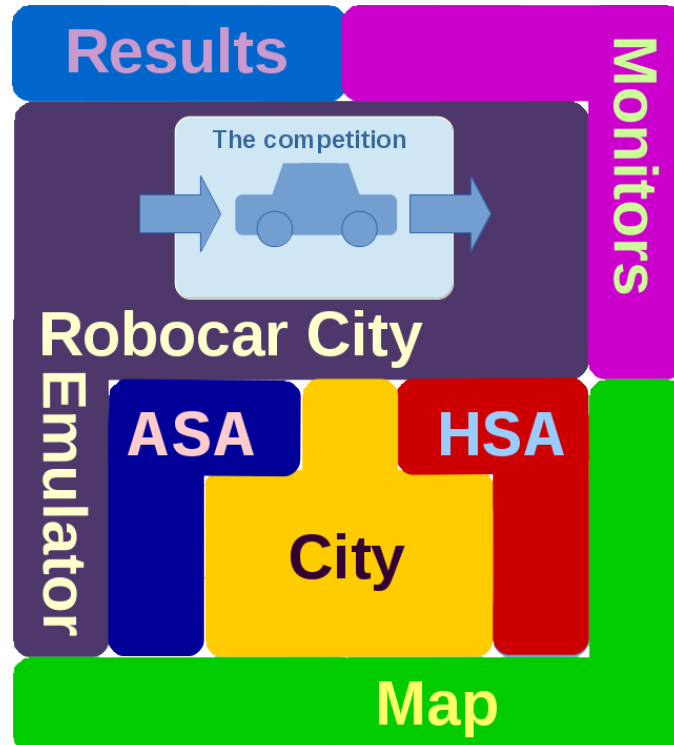 Results
Monitors
The competition
Robocar City
Emulator
ASA
HSA
City
Map